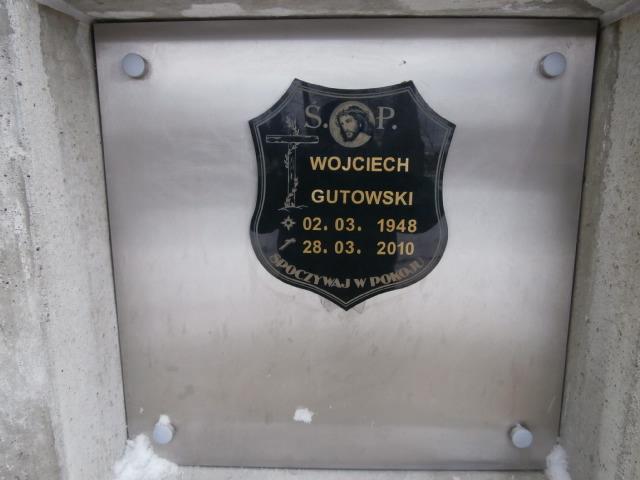 Ś. P.
WOJCIECH
GUTOWSKI
02. 03. 1948
28. 03. 2010
SPOCZYWAJ W POKOJU